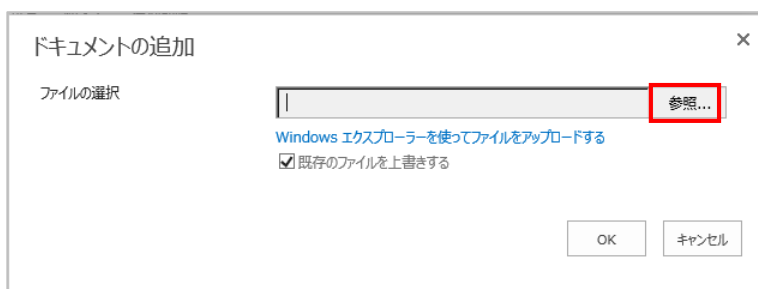 ドキュメントの追加
×
ファイルの選択
参照...
Windows エクスプローラーを使ってファイルをアップロードする
既存のファイルを上書きする
OK
キャンセル